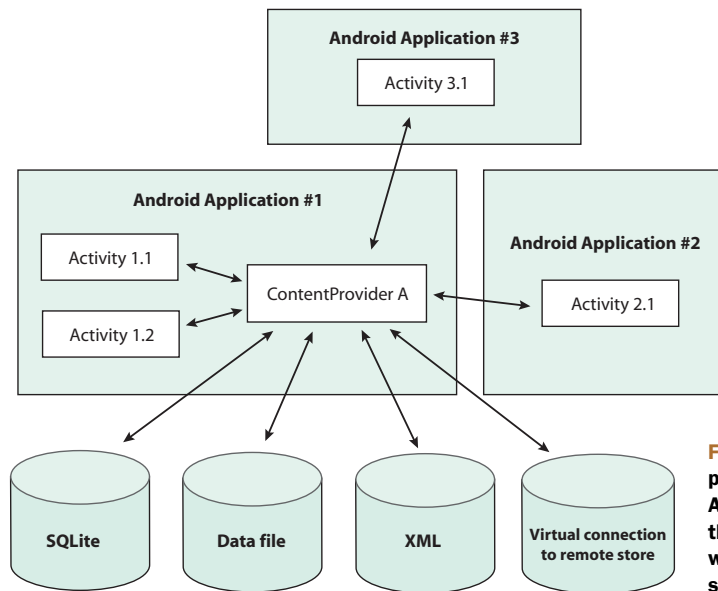 Android Application #3
Activity 3.1
Android Application #1
Activity 1.1
Activity 1.2
ContentProvider A
Android Application #2
Activity 2.1
SQLite
Data file
XML
Virtual connection
to remote store
F
p
A
th
w
s